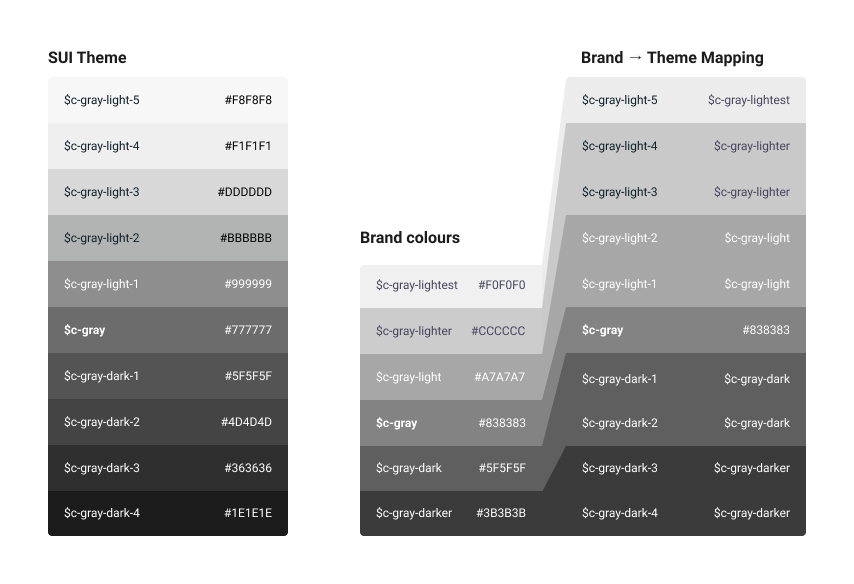 SUI Theme
$c-gray-light-5 #F8F8F8
$c-gray-light-4 #F1F1F1
$c-gray-light-3 #DDDDDD
$c-gray-light-2 #BBBBBB
$c-gray-light-1 #999999
$c-gray #777777
$c-gray-dark-1 #5F5F5F
$c-gray-dark-2 #4D4D4D
$c-gray-dark-3 #363636
$c-gray-dark-4 #1E1E1E
Brand colours
$c-gray-lightest #F0F0F0
$c-gray-lighter #CCCCCC
$c-gray-light #A7A7A7
$c-gray #838383
$c-gray-dark #5F5F5F
$c-gray-darker #3B3B3B
Brand → Theme Mapping
$c-gray-light-5 $c-gray-lightest
$c-gray-light-4 $c-gray-lighter
$c-gray-light-3 $c-gray-lighter
$c-gray-light-2 $c-gray-light
$c-gray-light-1 $c-gray-light
$c-gray #838383
$c-gray-dark-1 $c-gray-dark
$c-gray-dark-2 $c-gray-dark
$c-gray-dark-3 $c-gray-darker
$c-gray-dark-4 $c-gray-darker